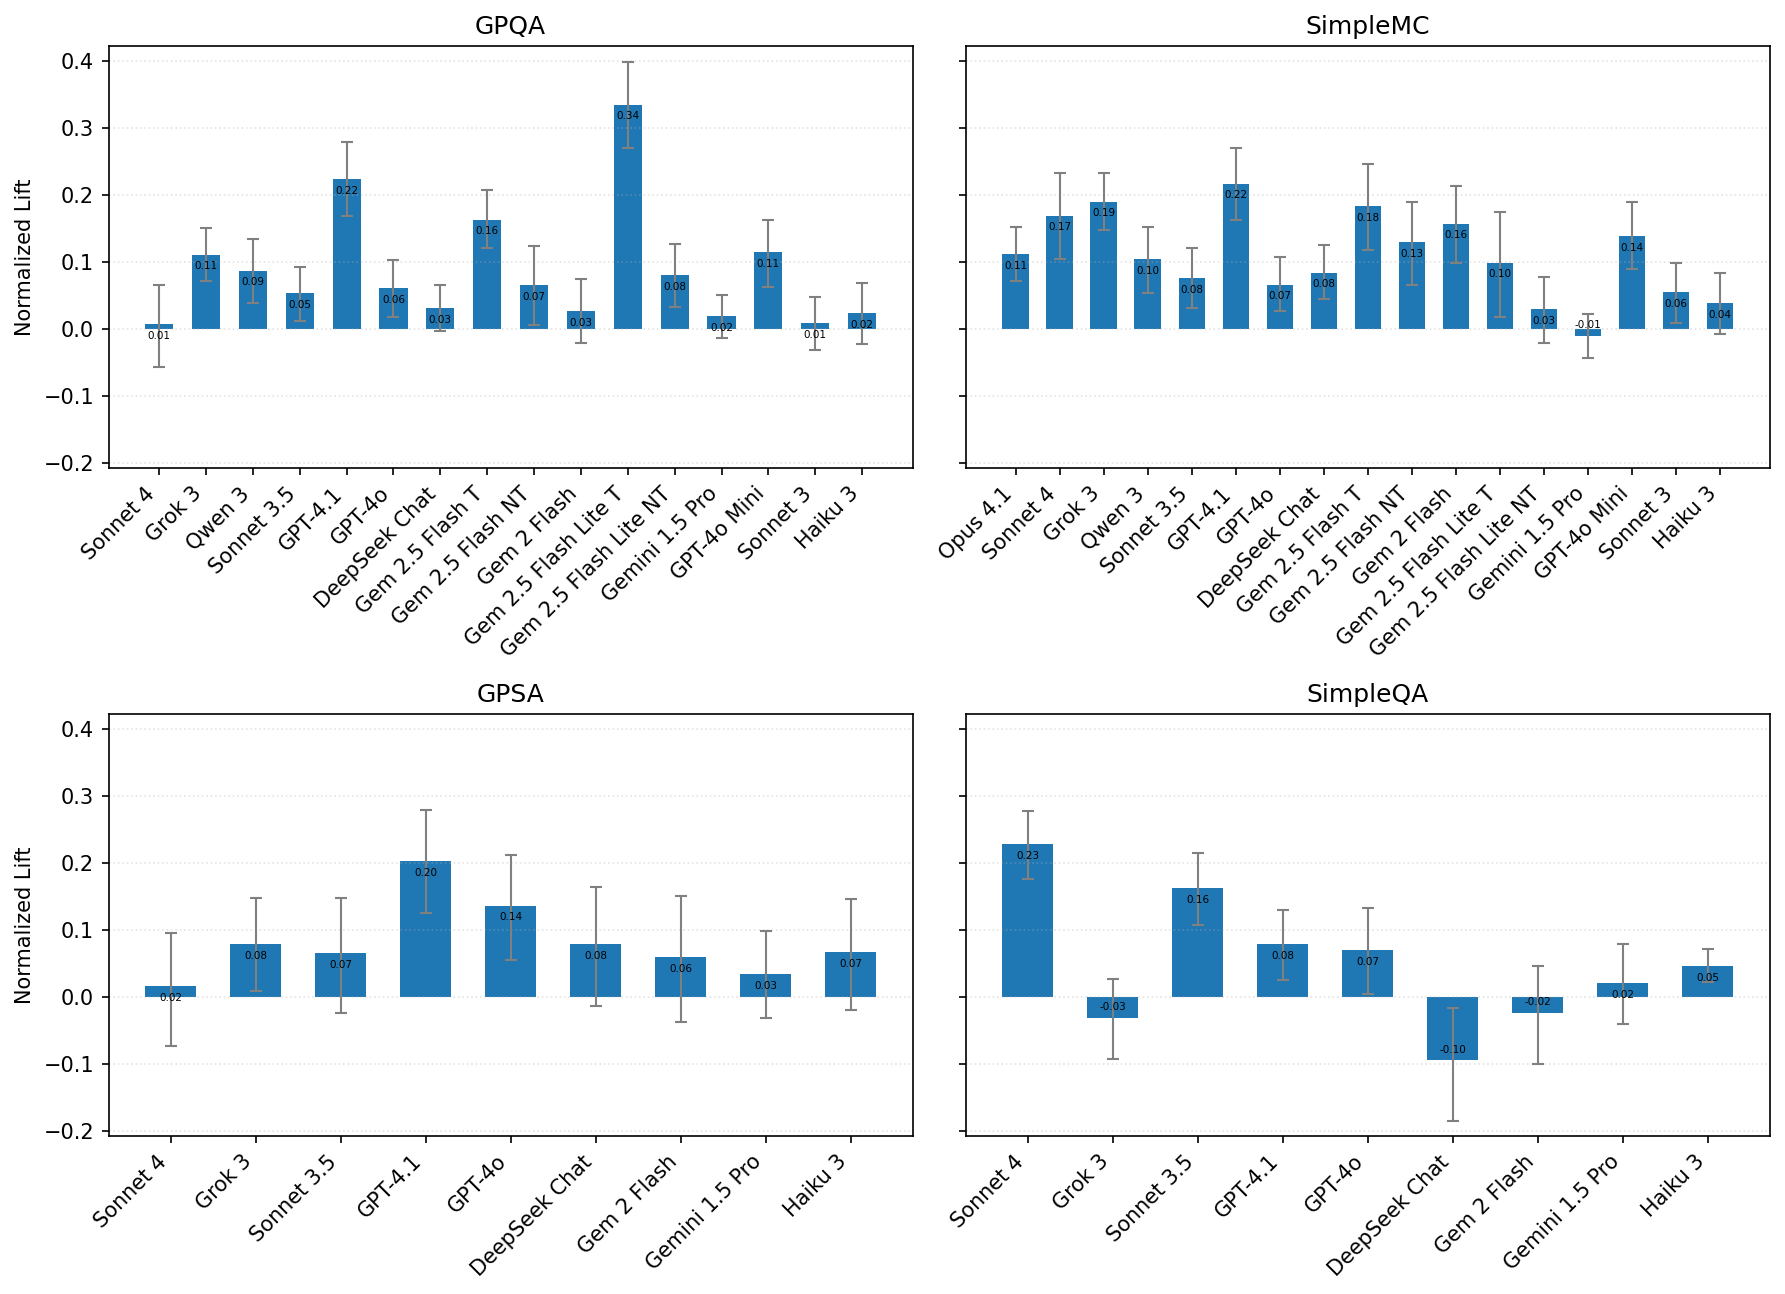 GPQA
SimpleMC
Normalized Lift
0.4
0.3
0.2
0.1
0.0
−0.1
−0.2
0.01
0.11
0.09
0.05
0.22
0.06
0.03
0.16
0.07
0.03
0.34
0.08
0.02
0.11
0.01
0.02
Sonnet 4
Grok 3
Qwen 3
Sonnet 3.5
GPT-4.1
GPT-4o
DeepSeek Chat
Gem 2.5 Flash T
Gem 2.5 Flash NT
Gem 2 Flash
Gem 2.5 Flash Lite T
Gem 2.5 Flash Lite NT
Gemini 1.5 Pro
GPT-4o Mini
Sonnet 3
Haiku 3
0.11
0.17
0.19
0.10
0.08
0.22
0.07
0.08
0.18
0.13
0.16
0.10
0.03
-0.01
0.14
0.06
0.04
Opus 4.1
Sonnet 4
Grok 3
Qwen 3
Sonnet 3.5
GPT-4.1
GPT-4o
DeepSeek Chat
Gem 2.5 Flash T
Gem 2.5 Flash NT
Gem 2 Flash
Gem 2.5 Flash Lite T
Gem 2.5 Flash Lite NT
Gemini 1.5 Pro
GPT-4o Mini
Sonnet 3
Haiku 3
GPSA
SimpleQA
Normalized Lift
0.4
0.3
0.2
0.1
0.0
−0.1
−0.2
0.02
0.08
0.07
0.20
0.14
0.08
0.06
0.03
0.07
Sonnet 4
Grok 3
Sonnet 3.5
GPT-4.1
GPT-4o
DeepSeek Chat
Gem 2 Flash
Gemini 1.5 Pro
Haiku 3
0.23
-0.03
0.16
0.08
0.07
-0.10
-0.02
0.02
0.05
Sonnet 4
Grok 3
Sonnet 3.5
GPT-4.1
GPT-4o
DeepSeek Chat
Gem 2 Flash
Gemini 1.5 Pro
Haiku 3